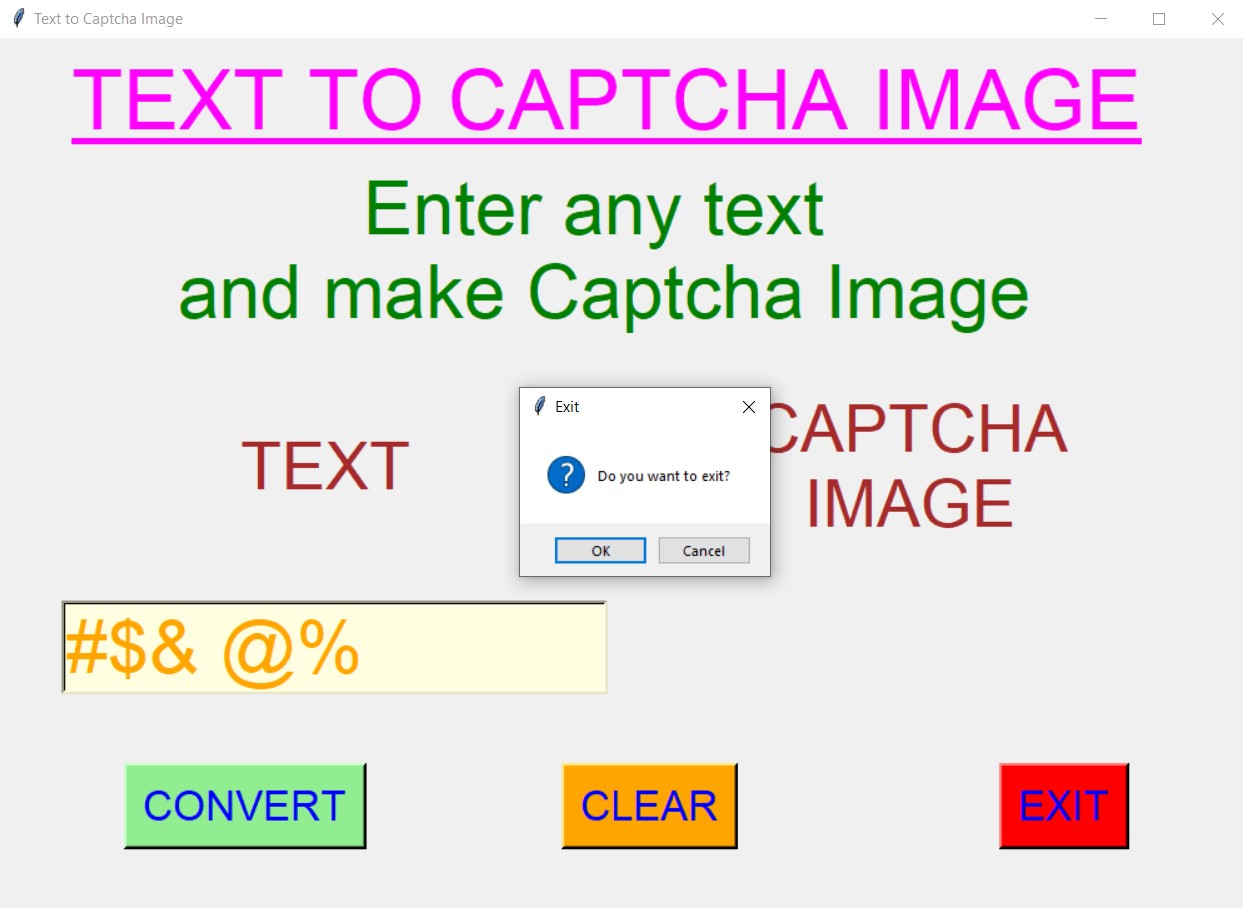 Text to Captcha Image
TEXT TO CAPTCHA IMAGE
Enter any text
and make Captcha Image
TEXT
CAPTCHA
IMAGE
Exit
Do you want to exit?
OK
Cancel
#$& @%
CONVERT
CLEAR
EXIT